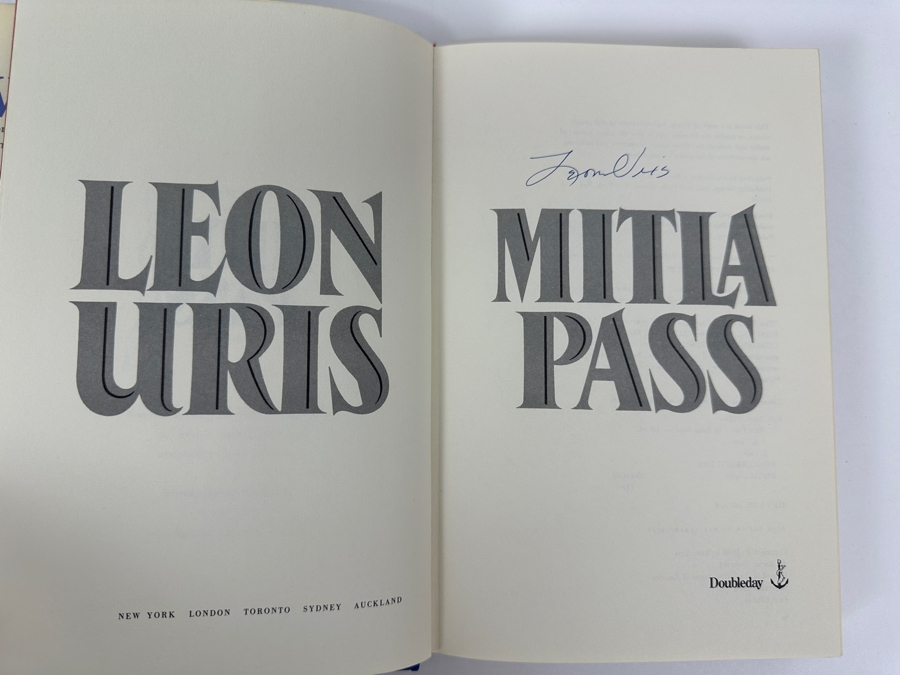 LEON
URIS
NEW YORK LONDON TORONTO SYDNEY AUCKLAND
Leon Uris
MITLA
PASS
Doubleday